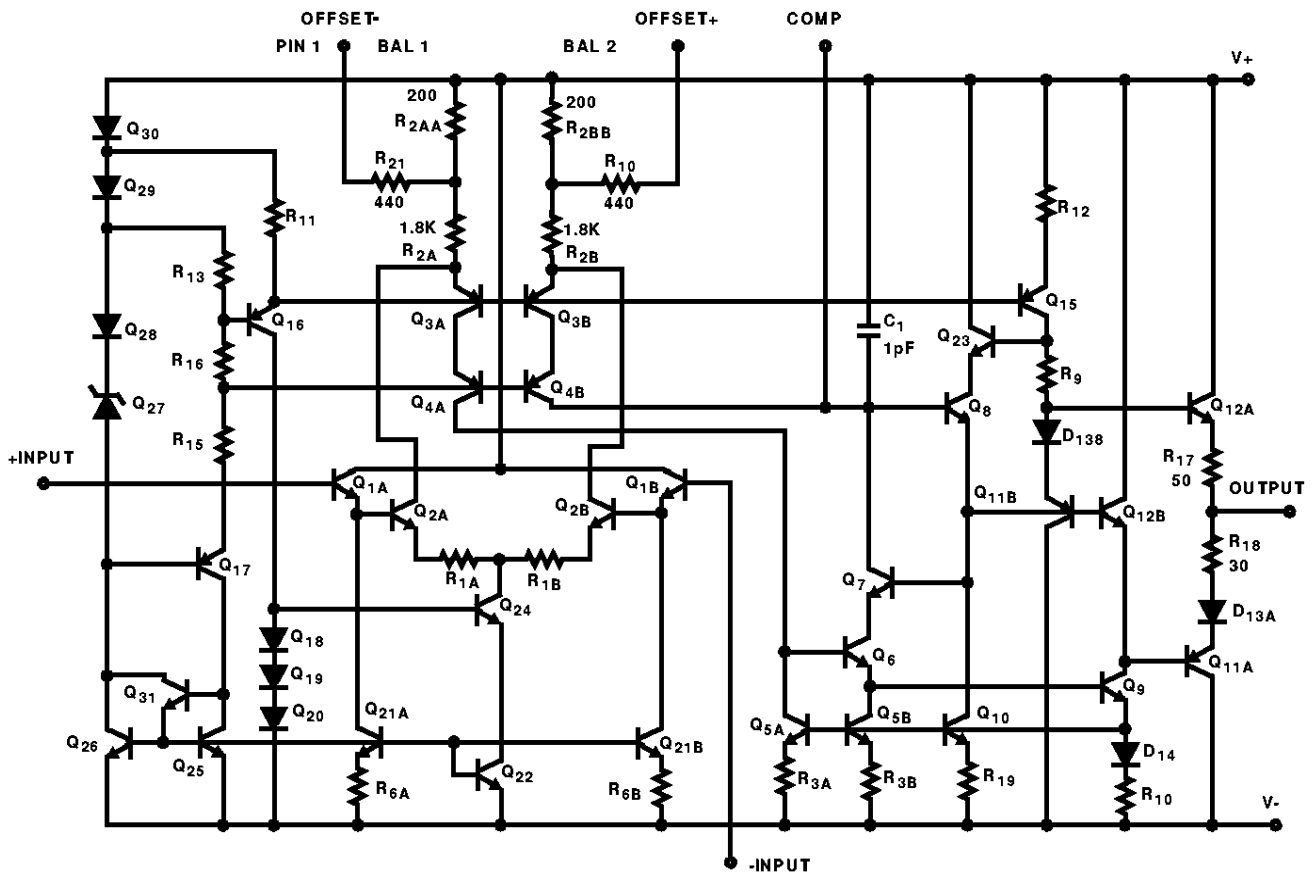 OFFSET- OFFSET+ COMP
PIN 1 BAL 1 BAL 2
V+
200 200
Q30 R2AA R2BB
R21 R10
Q29 440 440
R11 R12
1.8K 1.8K
R2A R2B
R13
Q16 Q3A Q3B Q15
Q28 C1 Q23
1pF
R16 R9
Q27 Q4A Q4B Q8 Q12A
R15 D138
+INPUT R17
50
Q1A Q1B OUTPUT
Q2A Q2B Q11B Q12B
R18
30
Q17 R1A R1B Q7
Q24 D13A
Q18 Q6 Q11A
Q19 Q9
Q31
Q20 Q21A Q5A Q5B Q10
Q26 Q21B
Q25 Q22 D14
R6A R6B R3A R3B R19 R10
V-
-INPUT